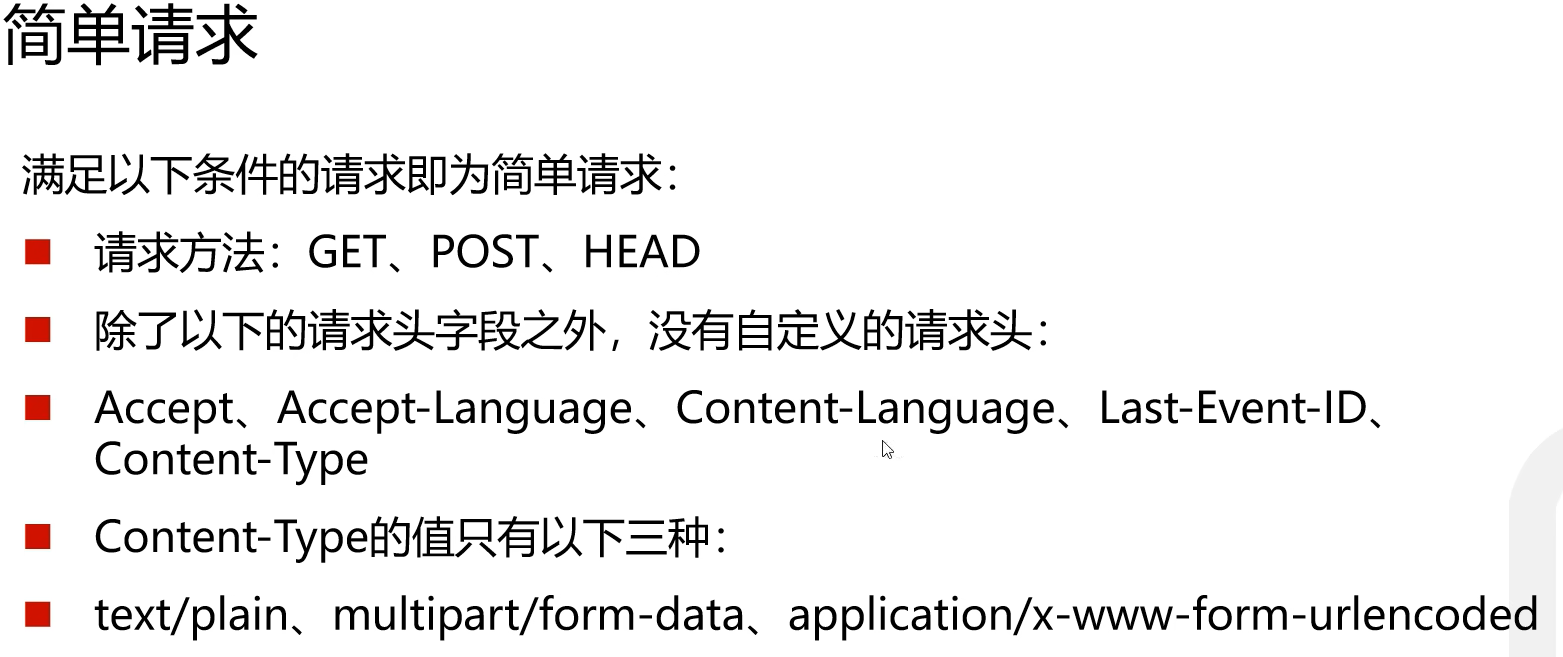 简单请求
满足以下条件的请求即为简单请求：
请求方法：GET、POST、HEAD
除了以下的请求头字段之外，没有自定义的请求头：
Accept、Accept-Language、Content-Language、Last-Event-ID、
Content-Type
Content-Type的值只有以下三种：
text/plain、multipart/form-data、application/x-www-form-urlencoded